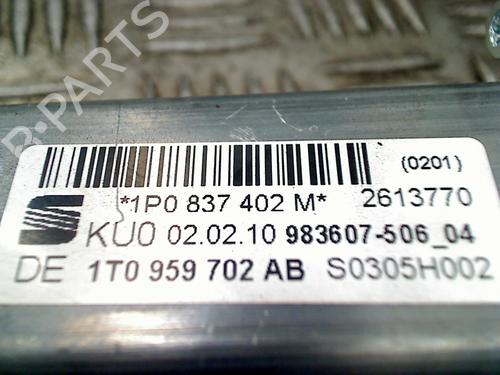 B-PARTS
(0201)
*1P0 837 402 M* 2613770
KU0 02.02.10 983607-506_04
DE 1T0 959 702 AB S0305H002